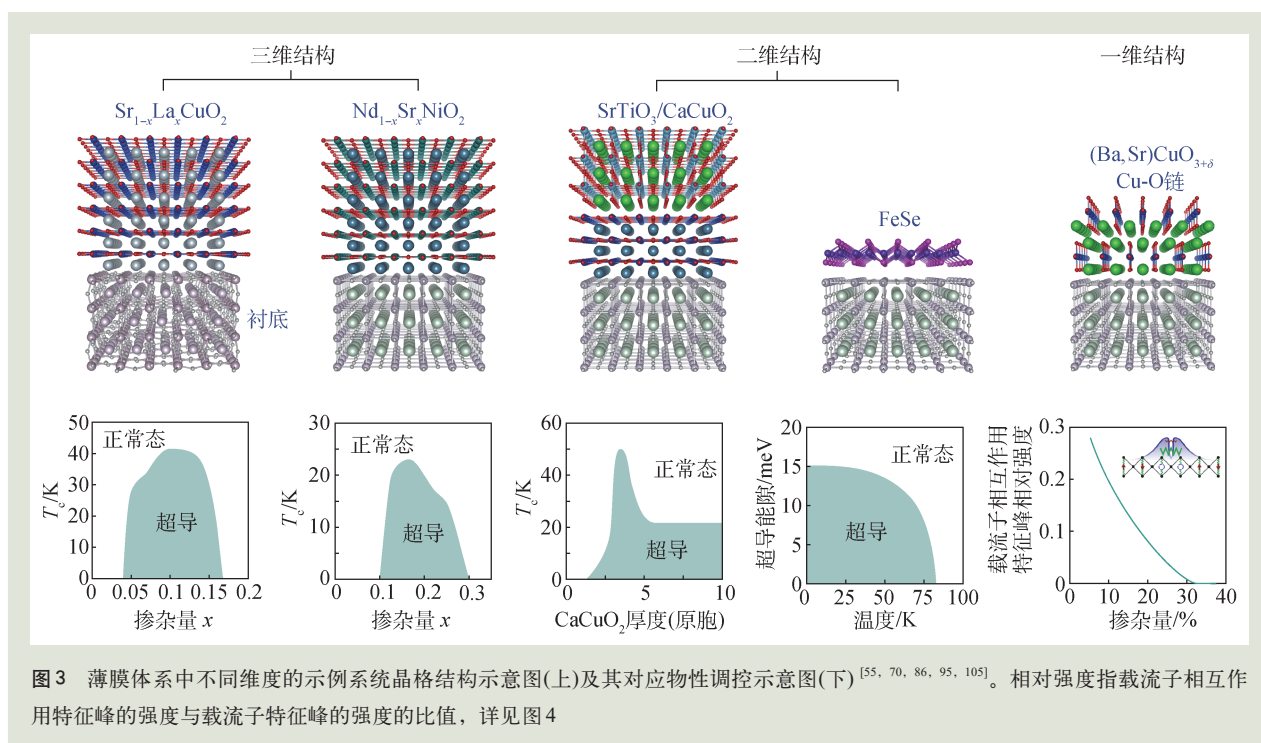 三维结构
二维结构
一维结构
Sr₁₋ₓLaₓCuO₂
Nd₁₋ₓSrₓNiO₂
SrTiO₃/CaCuO₂
FeSe
(Ba,Sr)CuO₃₊δ
Cu-O链
衬底
50
40
30
20
10
0
Tc/K
正常态
超导
0
0.05
0.1
0.15
0.2
掺杂量 x
30
20
10
0
Tc/K
正常态
超导
0
0.1
0.2
0.3
掺杂量 x
60
40
20
0
Tc/K
正常态
超导
0
5
10
CaCuO₂厚度(原胞)
20
15
10
5
0
超导能隙/meV
正常态
超导
0
25
50
75
100
温度/K
0.3
0.2
0.1
0
载流子相互作用
特征峰相对强度
0
10
20
30
40
掺杂量/%
图3 薄膜体系中不同维度的示例系统晶格结构示意图(上)及其对应物性调控示意图(下)[55, 70, 86, 95, 105]。相对强度指载流子相互作
用特征峰的强度与载流子特征峰的强度的比值，详见图4